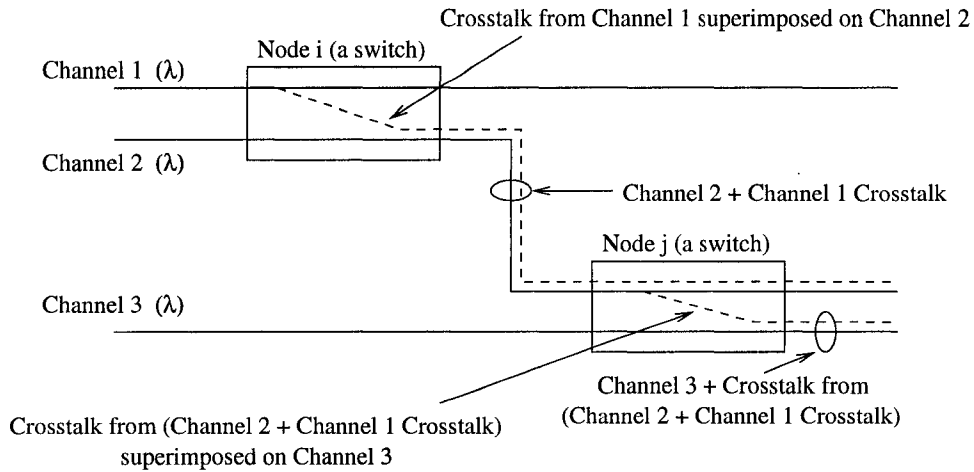 Crosstalk from Channel 1 superimposed on Channel 2
Node i (a switch)
Channel 1 (λ)
Channel 2 (λ)
Channel 2 + Channel 1 Crosstalk
Node j (a switch)
Channel 3 (λ)
Channel 3 + Crosstalk from
(Channel 2 + Channel 1 Crosstalk)
Crosstalk from (Channel 2 + Channel 1 Crosstalk)
superimposed on Channel 3